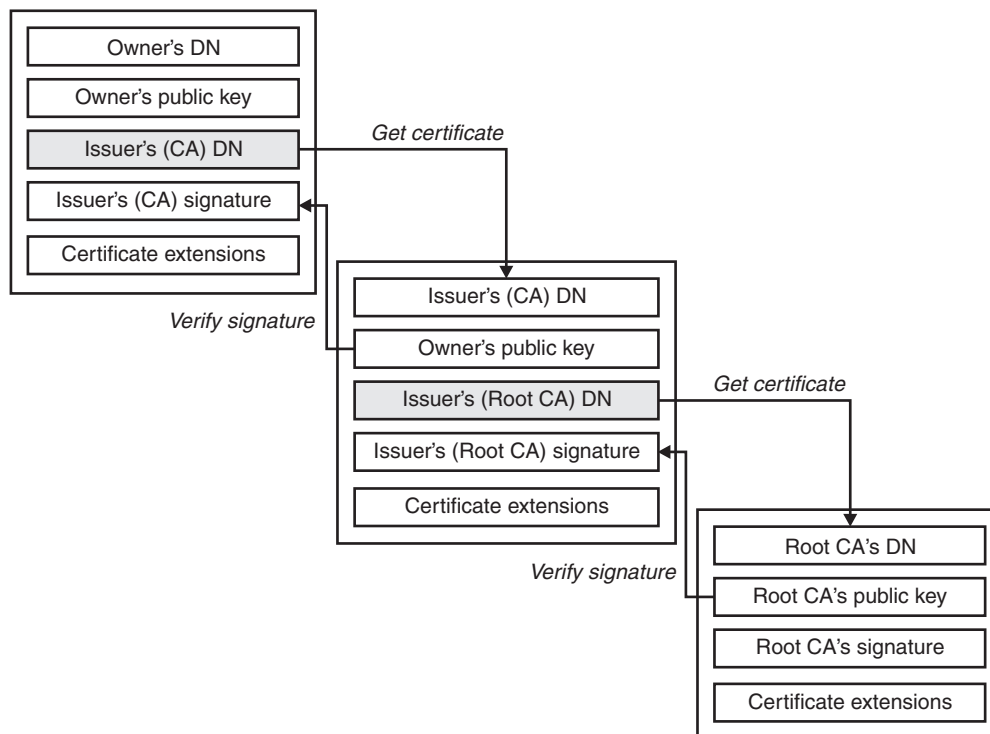 Owner's DN
Owner's public key
Issuer's (CA) DN
Issuer's (CA) signature
Certificate extensions
Get certificate
Verify signature
Issuer's (CA) DN
Owner's public key
Issuer's (Root CA) DN
Issuer's (Root CA) signature
Certificate extensions
Get certificate
Verify signature
Root CA's DN
Root CA's public key
Root CA's signature
Certificate extensions